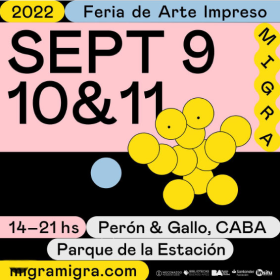 2022 Feria de Arte Impreso
SEPT 9
10&11
MIGRA
14–21 hs Perón & Gallo, CABA
Parque de la Estación
migramigra.com